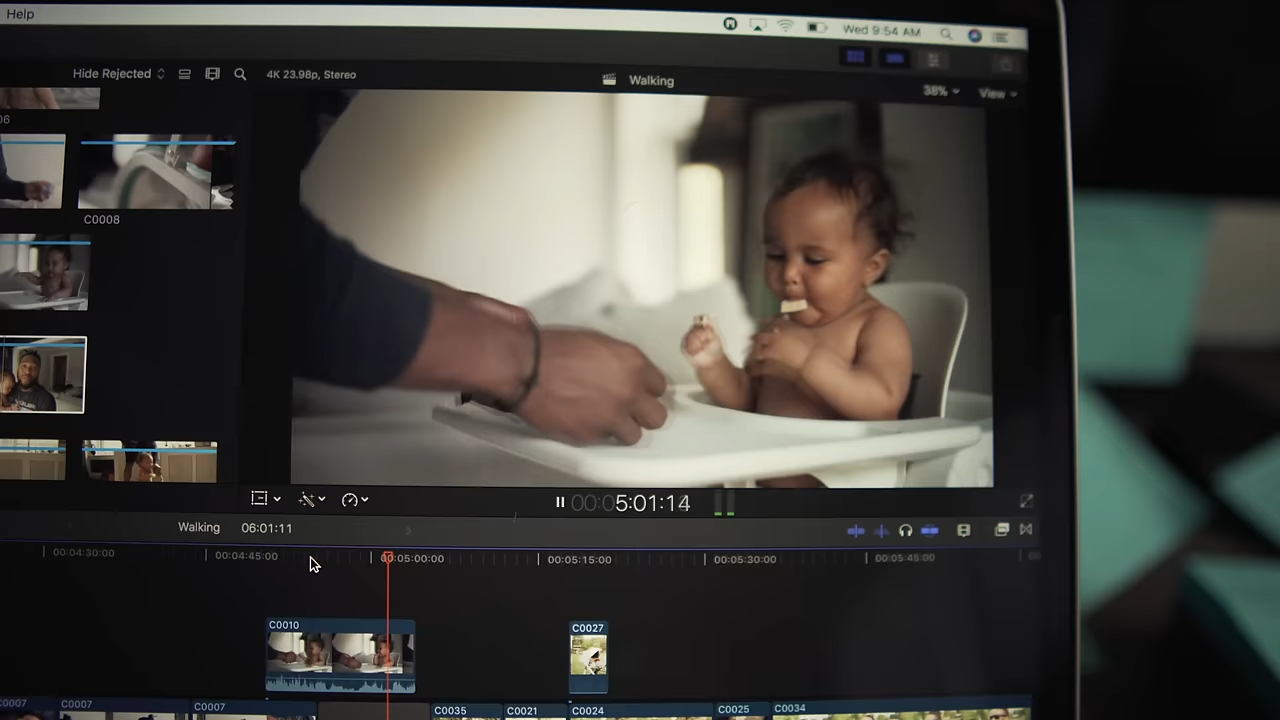 Help
Wed 9:54 AM
Hide Rejected
4K 23.98p, Stereo
Walking
38%
View
06
C0008
00:05:01:14
Walking
06:01:11
00:04:30:00
00:04:45:00
00:05:00:00
00:05:15:00
00:05:30:00
00:05:45:00
C0010
C0027
C0007
C0007
C0007
C0035
C0021
C0024
C0025
C0034